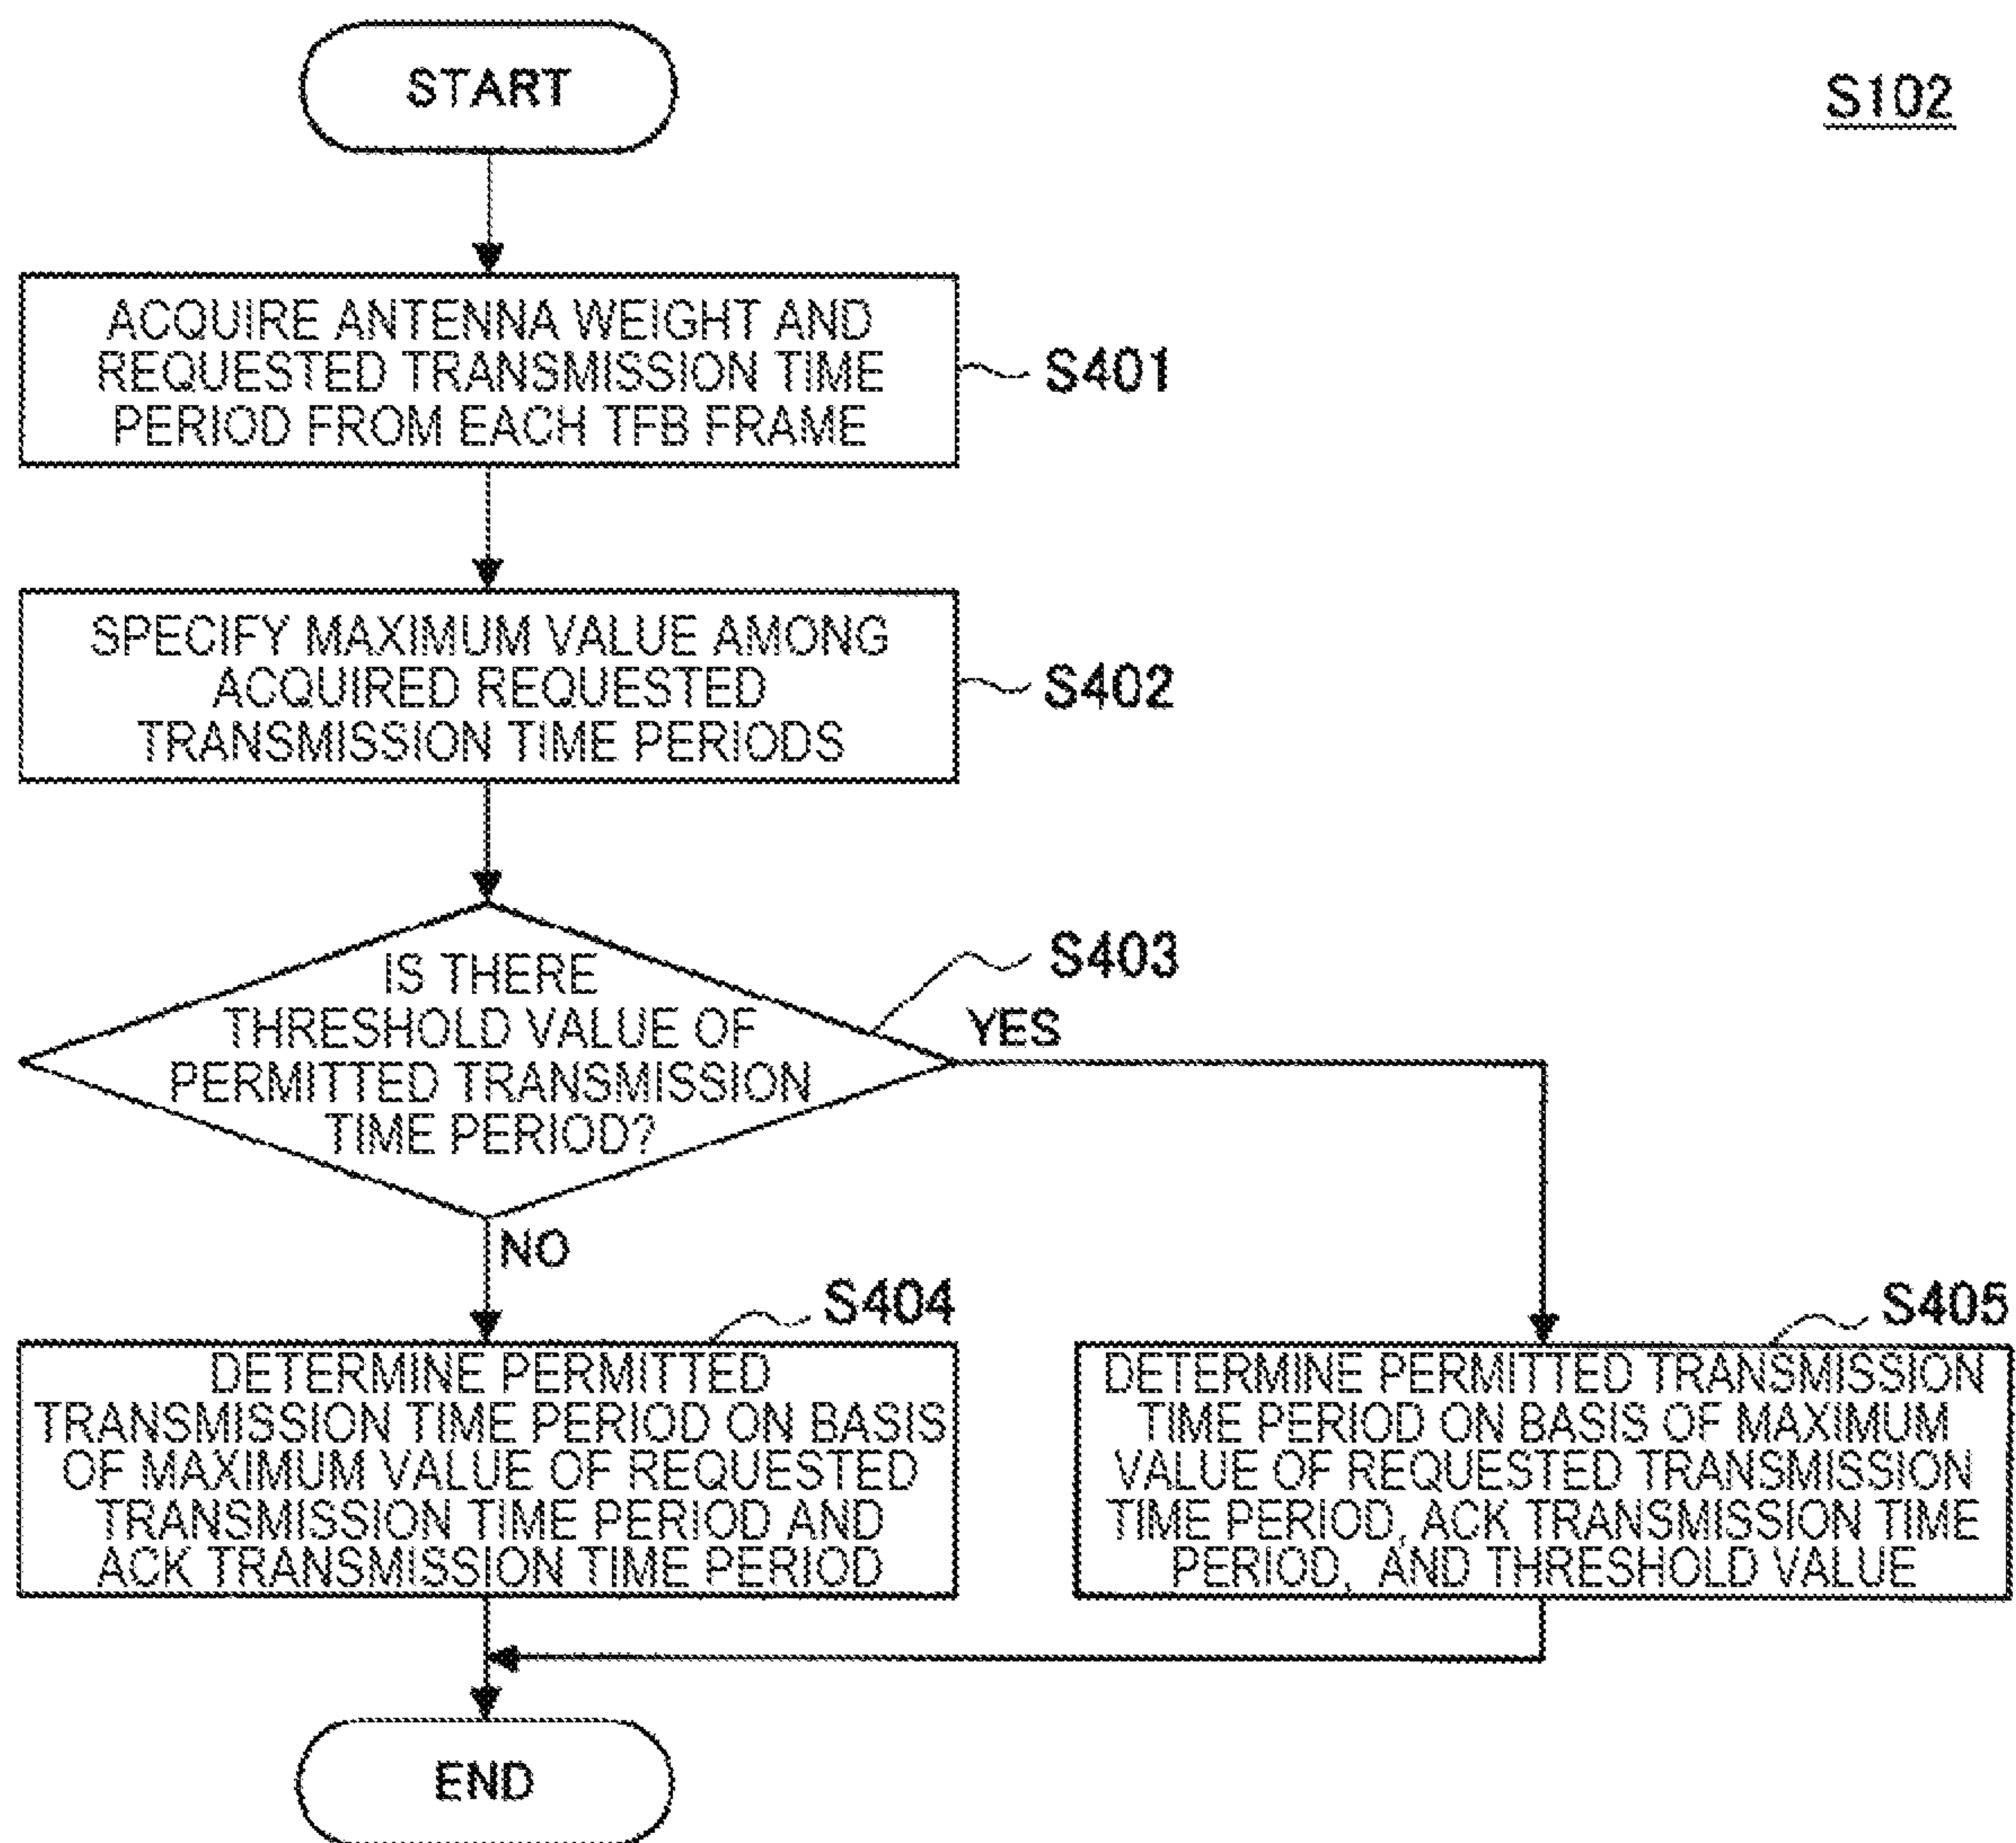 START
S102
ACQUIRE ANTENNA WEIGHT AND
REQUESTED TRANSMISSION TIME
PERIOD FROM EACH TFB FRAME
S401
SPECIFY MAXIMUM VALUE AMONG
ACQUIRED REQUESTED
TRANSMISSION TIME PERIODS
S402
IS THERE
THRESHOLD VALUE OF
PERMITTED TRANSMISSION
TIME PERIOD?
S403
YES
NO
S404
DETERMINE PERMITTED
TRANSMISSION TIME PERIOD ON BASIS
OF MAXIMUM VALUE OF REQUESTED
TRANSMISSION TIME PERIOD AND
ACK TRANSMISSION TIME PERIOD
S405
DETERMINE PERMITTED TRANSMISSION
TIME PERIOD ON BASIS OF MAXIMUM
VALUE OF REQUESTED TRANSMISSION
TIME PERIOD, ACK TRANSMISSION TIME
PERIOD, AND THRESHOLD VALUE
END